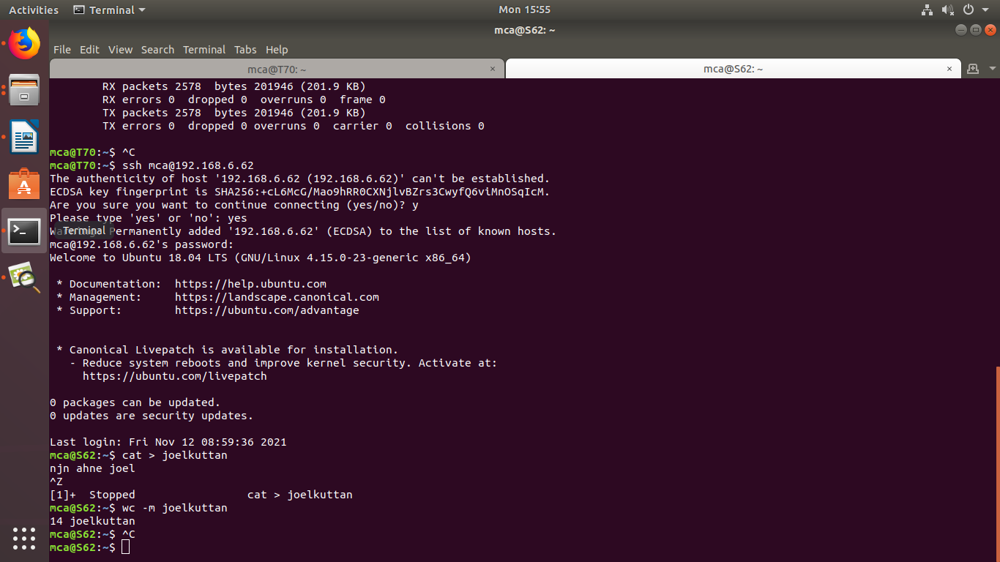 Activities Terminal Mon 15:55
mca@S62: ~
File Edit View Search Terminal Tabs Help
mca@T70: ~ × mca@S62: ~ ×
RX packets 2578  bytes 201946 (201.9 KB)
RX errors 0  dropped 0  overruns 0  frame 0
TX packets 2578  bytes 201946 (201.9 KB)
TX errors 0  dropped 0 overruns 0  carrier 0  collisions 0
mca@T70:~$ ^C
mca@T70:~$ ssh mca@192.168.6.62
The authenticity of host '192.168.6.62 (192.168.6.62)' can't be established.
ECDSA key fingerprint is SHA256:+cL6McG/Mao9hRR0CXNjlvBZrs3CwyfQ6viMnOSqIcM.
Are you sure you want to continue connecting (yes/no)? y
Please type 'yes' or 'no': yes
Terminal
Permanently added '192.168.6.62' (ECDSA) to the list of known hosts.
mca@192.168.6.62's password:
Welcome to Ubuntu 18.04 LTS (GNU/Linux 4.15.0-23-generic x86_64)
* Documentation:  https://help.ubuntu.com
* Management:     https://landscape.canonical.com
* Support:        https://ubuntu.com/advantage
* Canonical Livepatch is available for installation.
- Reduce system reboots and improve kernel security. Activate at:
https://ubuntu.com/livepatch
0 packages can be updated.
0 updates are security updates.
Last login: Fri Nov 12 08:59:36 2021
mca@S62:~$ cat > joelkuttan
njn ahne joel
^Z
[1]+  Stopped                 cat > joelkuttan
mca@S62:~$ wc -m joelkuttan
14 joelkuttan
mca@S62:~$ ^C
mca@S62:~$